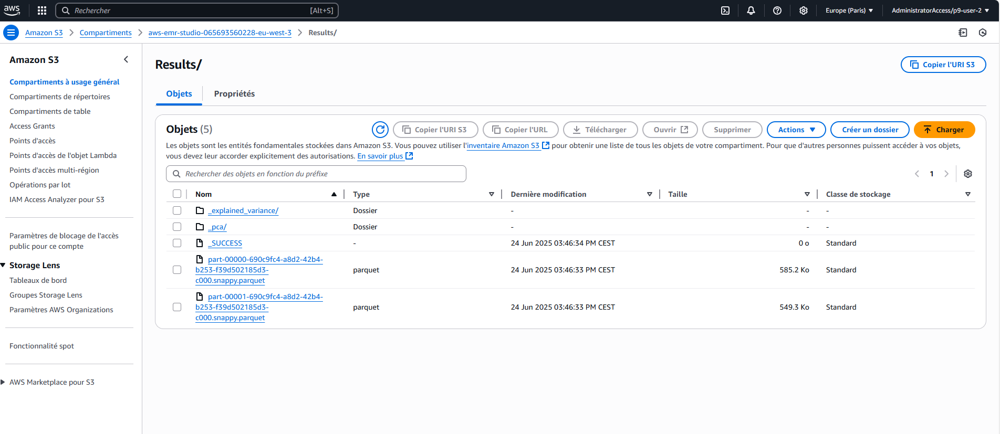 aws
Rechercher [Alt+S]
Europe (Paris)
AdministratorAccess/p9-user-2
Amazon S3
Compartiments
aws-emr-studio-065693560228-eu-west-3
Results/
Amazon S3
Compartiments à usage général
Compartiments de répertoires
Compartiments de table
Access Grants
Points d'accès
Points d'accès de l'objet Lambda
Points d'accès multi-région
Opérations par lot
IAM Access Analyzer pour S3
Paramètres de blocage de l'accès
public pour ce compte
Storage Lens
Tableaux de bord
Groupes Storage Lens
Paramètres AWS Organizations
Fonctionnalité spot
AWS Marketplace pour S3
Results/
Copier l'URI S3
Objets Propriétés
Objets (5)
Copier l'URI S3
Copier l'URL
Télécharger
Ouvrir
Supprimer
Actions
Créer un dossier
Charger
Les objets sont les entités fondamentales stockées dans Amazon S3. Vous pouvez utiliser l'inventaire Amazon S3 pour obtenir une liste de tous les objets de votre compartiment. Pour que d'autres personnes puissent accéder à vos objets,
vous devez leur accorder explicitement des autorisations. En savoir plus
Rechercher des objets en fonction du préfixe
1
Nom Type Dernière modification Taille Classe de stockage
_explained_variance/ Dossier - - -
_pca/ Dossier - - -
_SUCCESS - 24 Jun 2025 03:46:34 PM CEST 0 o Standard
part-00000-690c9fc4-a8d2-42b4-
b253-f39d502185d3- parquet 24 Jun 2025 03:46:33 PM CEST 585.2 Ko Standard
c000.snappy.parquet
part-00001-690c9fc4-a8d2-42b4-
b253-f39d502185d3- parquet 24 Jun 2025 03:46:33 PM CEST 549.3 Ko Standard
c000.snappy.parquet